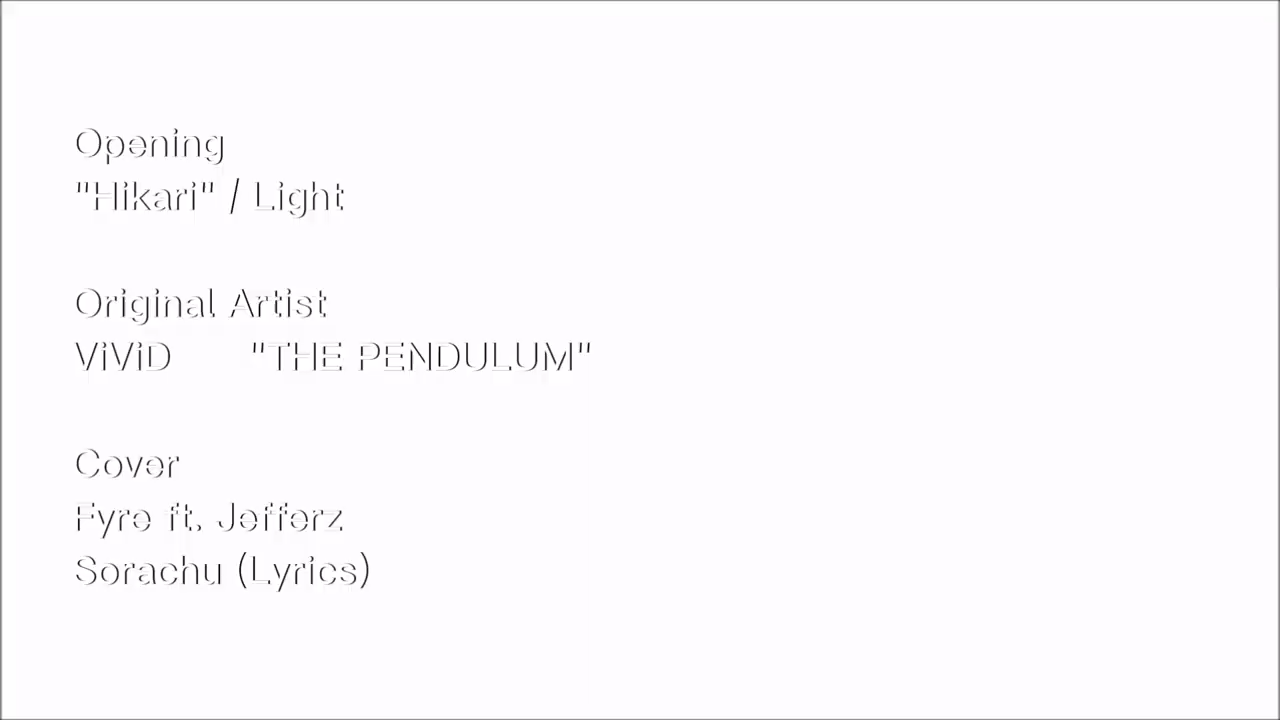 Opening
"Hikari" / Light
Original Artist
ViViD "THE PENDULUM"
Cover
Fyre ft. Jefferz
Sorachu (Lyrics)